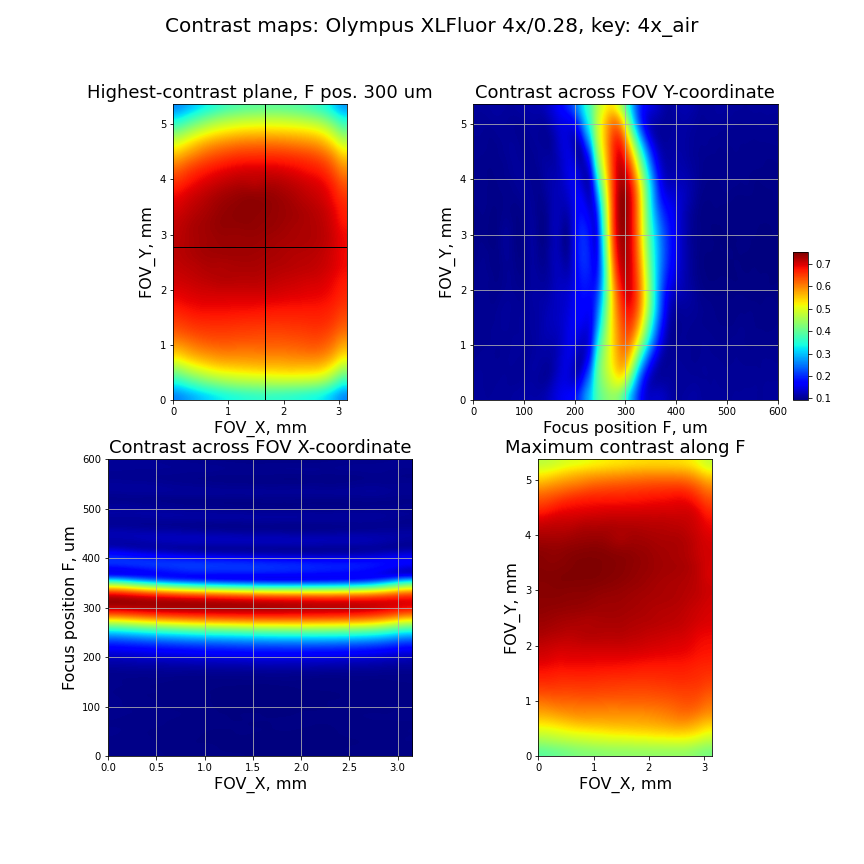 Contrast maps: Olympus XLFluor 4x/0.28, key: 4x_air
Highest-contrast plane, F pos. 300 um
FOV_Y, mm
5
4
3
2
1
0
0 1 2 3
FOV_X, mm
Contrast across FOV Y-coordinate
FOV_Y, mm
5
4
3
2
1
0
0 100 200 300 400 500 600
Focus position F, um
0.7
0.6
0.5
0.4
0.3
0.2
0.1
Contrast across FOV X-coordinate
Focus position F, um
600
500
400
300
200
100
0
0.0 0.5 1.0 1.5 2.0 2.5 3.0
FOV_X, mm
Maximum contrast along F
FOV_Y, mm
5
4
3
2
1
0
0 1 2 3
FOV_X, mm